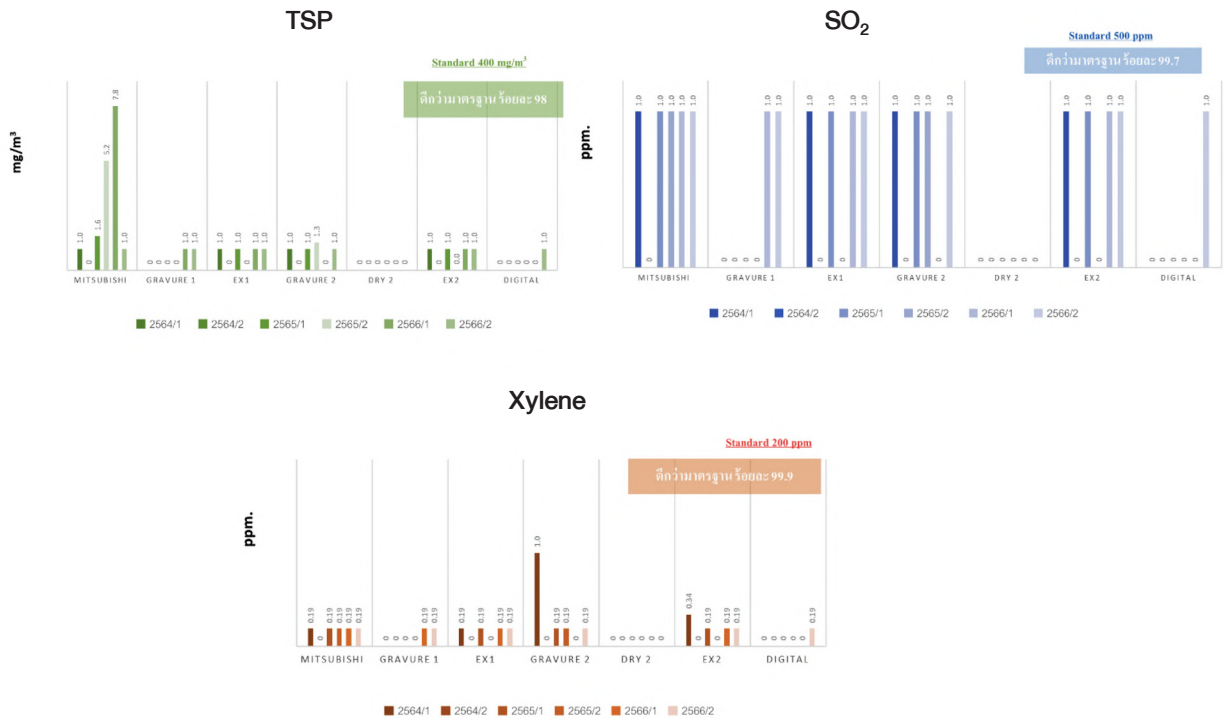 TSP
Standard 400 mg/m³
ดีกว่ามาตรฐาน ร้อยละ 98
mg/m³
1.0 0 1.6 5.2 7.8 1.0
0 0 0 0 1.0 1.0
1.0 0 1.0 0 1.0 1.0
1.0 0 1.0 1.3 0 1.0
0 0 0 0 0 0
1.0 0 1.0 0.0 1.0 1.0
0 0 0 0 0 1.0
MITSUBISHI GRAVURE 1 EX1 GRAVURE 2 DRY 2 EX2 DIGITAL
2564/1 2564/2 2565/1 2565/2 2566/1 2566/2
SO₂
Standard 500 ppm
ดีกว่ามาตรฐาน ร้อยละ 99.7
ppm.
1.0 0 1.0 1.0 1.0 1.0
0 0 0 0 1.0 1.0
1.0 0 1.0 0 1.0 1.0
1.0 0 1.0 1.0 0 1.0
0 0 0 0 0 0
1.0 0 1.0 0 1.0 1.0
0 0 0 0 0 1.0
MITSUBISHI GRAVURE 1 EX1 GRAVURE 2 DRY 2 EX2 DIGITAL
2564/1 2564/2 2565/1 2565/2 2566/1 2566/2
Xylene
Standard 200 ppm
ดีกว่ามาตรฐาน ร้อยละ 99.9
ppm.
0.19 0 0.19 0.19 0.19 0.19
0 0 0 0 0.19 0.19
0.19 0 0.19 0 0.19 0.19
1.0 0 0.19 0.19 0 0.19
0 0 0 0 0 0
0.34 0 0.19 0 0.19 0.19
0 0 0 0 0 0.19
MITSUBISHI GRAVURE 1 EX1 GRAVURE 2 DRY 2 EX2 DIGITAL
2564/1 2564/2 2565/1 2565/2 2566/1 2566/2